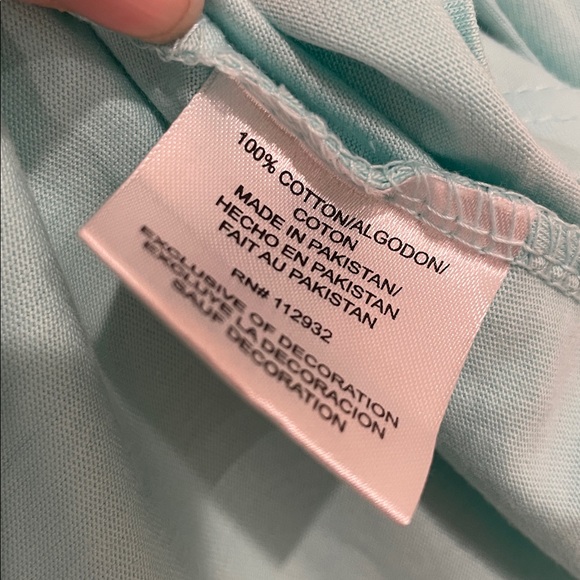 100% COTTON/ALGODON/
COTON
MADE IN PAKISTAN/
HECHO EN PAKISTAN
FAIT AU PAKISTAN
RN# 112932
EXCLUSIVE OF DECORATION
EXCLUYE LA DECORACION
SAUF DECORATION